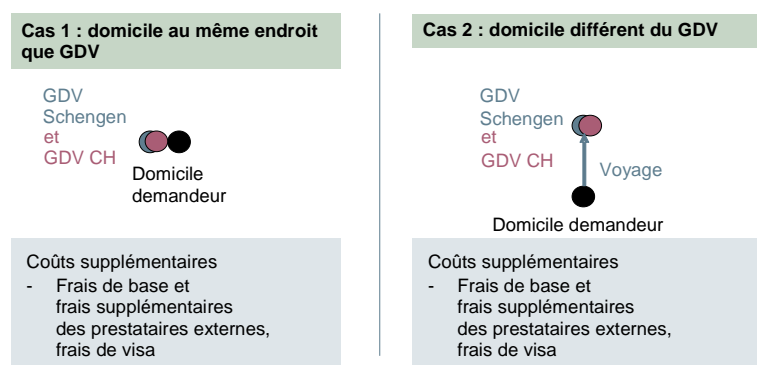 Cas 1 : domicile au même endroit
que GDV
GDV
Schengen
et
GDV CH
Domicile
demandeur
Coûts supplémentaires
- Frais de base et
frais supplémentaires
des prestataires externes,
frais de visa
Cas 2 : domicile différent du GDV
GDV
Schengen
et
GDV CH
Voyage
Domicile demandeur
Coûts supplémentaires
- Frais de base et
frais supplémentaires
des prestataires externes,
frais de visa